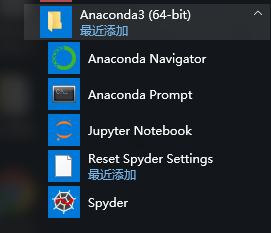 Anaconda3 (64-bit)
最近添加
Anaconda Navigator
Anaconda Prompt
Jupyter Notebook
Reset Spyder Settings
最近添加
Spyder